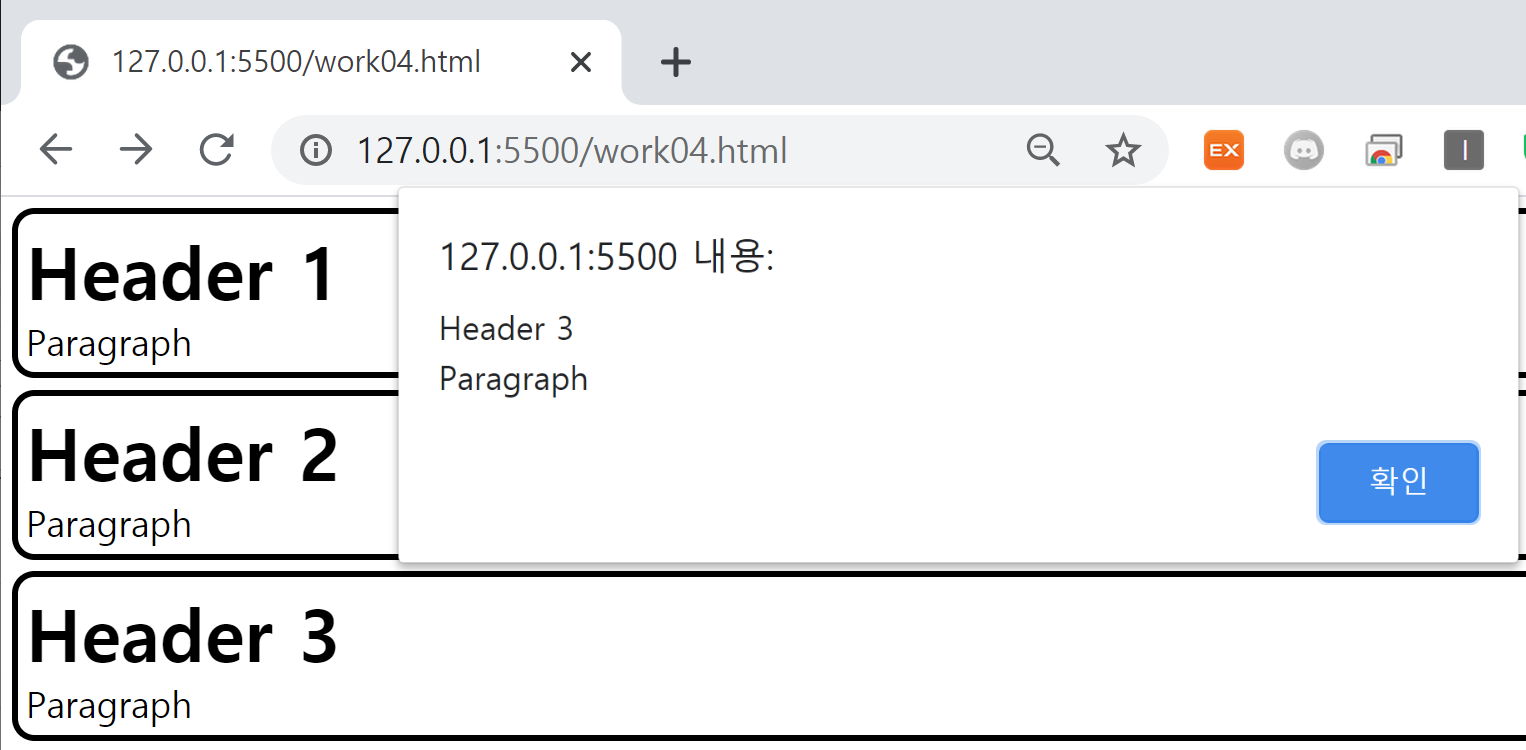 127.0.0.1:5500/work04.html
127.0.0.1:5500/work04.html
EX
I
127.0.0.1:5500 내용:
Header 3
Paragraph
확인
Header 1
Paragraph
Header 2
Paragraph
Header 3
Paragraph